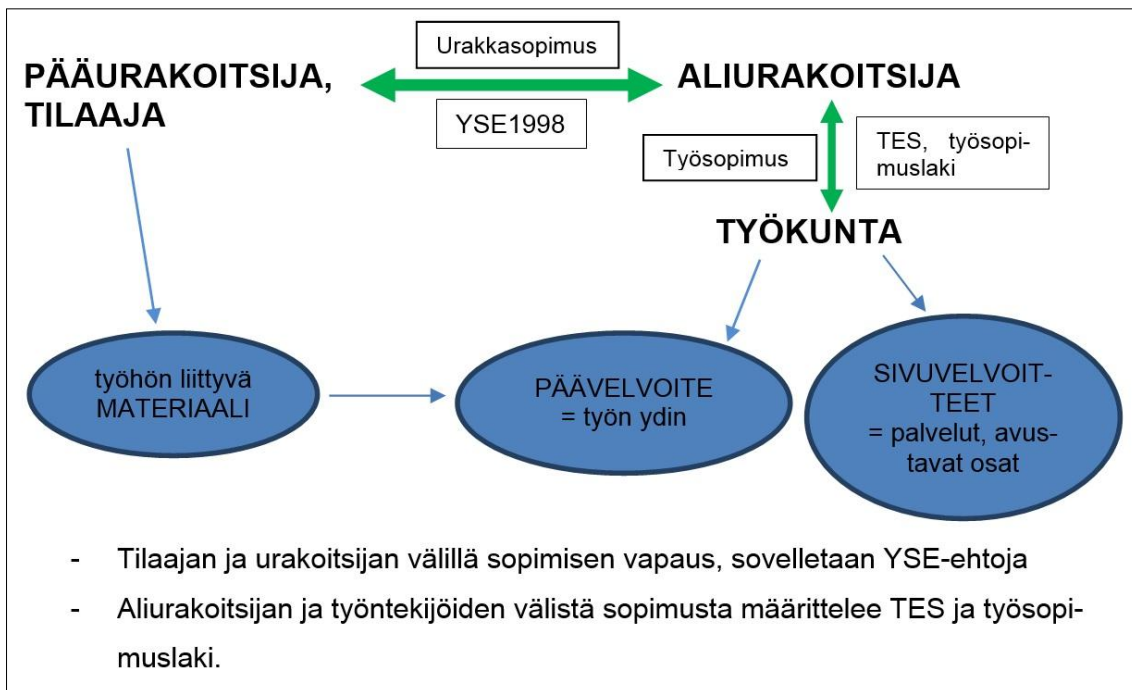 Urakkasopimus
PÄÄURAKOITSIJA,
TILAAJA
ALIURAKOITSIJA
YSE1998
Työsopimus
TES, työsopi-
muslaki
TYÖKUNTA
työhön liittyvä
MATERIAALI
PÄÄVELVOITE
= työn ydin
SIVUVELVOIT-
TEET
= palvelut, avus-
tavat osat
- Tilaajan ja urakoitsijan välillä sopimisen vapaus, sovelletaan YSE-ehtoja
- Aliurakoitsijan ja työntekijöiden välistä sopimusta määrittelee TES ja työsopi-
muslaki.